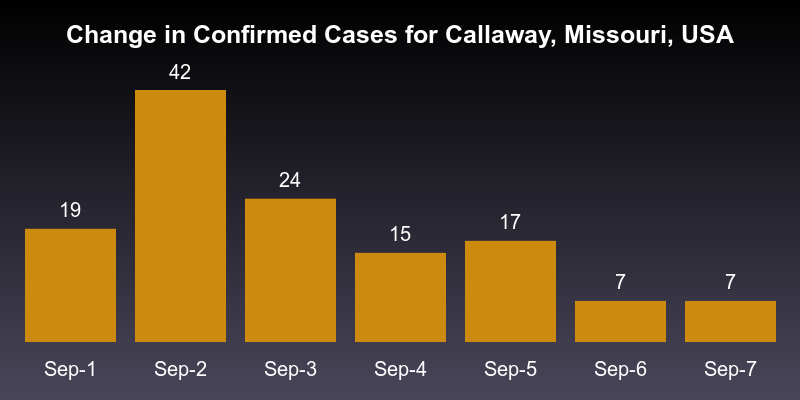 Change in Confirmed Cases for Callaway, Missouri, USA
42
24
19
17
15
7
7
Sep-1
Sep-2
Sep-3
Sep-4
Sep-5
Sep-6
Sep-7